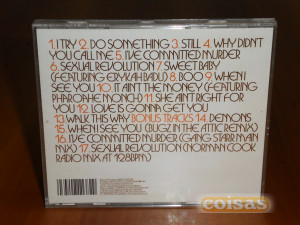 1. I TRY 2. DO SOMETHING 3. STILL 4. WHY DIDN'T
YOU CALL ME 5. I'VE COMMITTED MURDER
6. SEXUAL REVOLUTION 7. SWEET BABY
(FEATURING ERYKAH BADU) 8. BOO 9. WHEN I
SEE YOU 10. IT AINT THE MONEY (FEATURING
PHAROAHE MONCH) 11. SHE AINT RIGHT FOR
YOU 12. LOVE IS GONNA GET YOU
13. WALK THIS WAY BONUS TRACKS 14. DEMONS
15. WHEN I SEE YOU (BUGZ IN THE ATTIC REMIX)
16. I'VE COMMITTED MURDER (GANG STARR MAIN
MIX) 17. SEXUAL REVOLUTION (NORMAN COOK
RADIO MIX AT 128BPM)
coisas